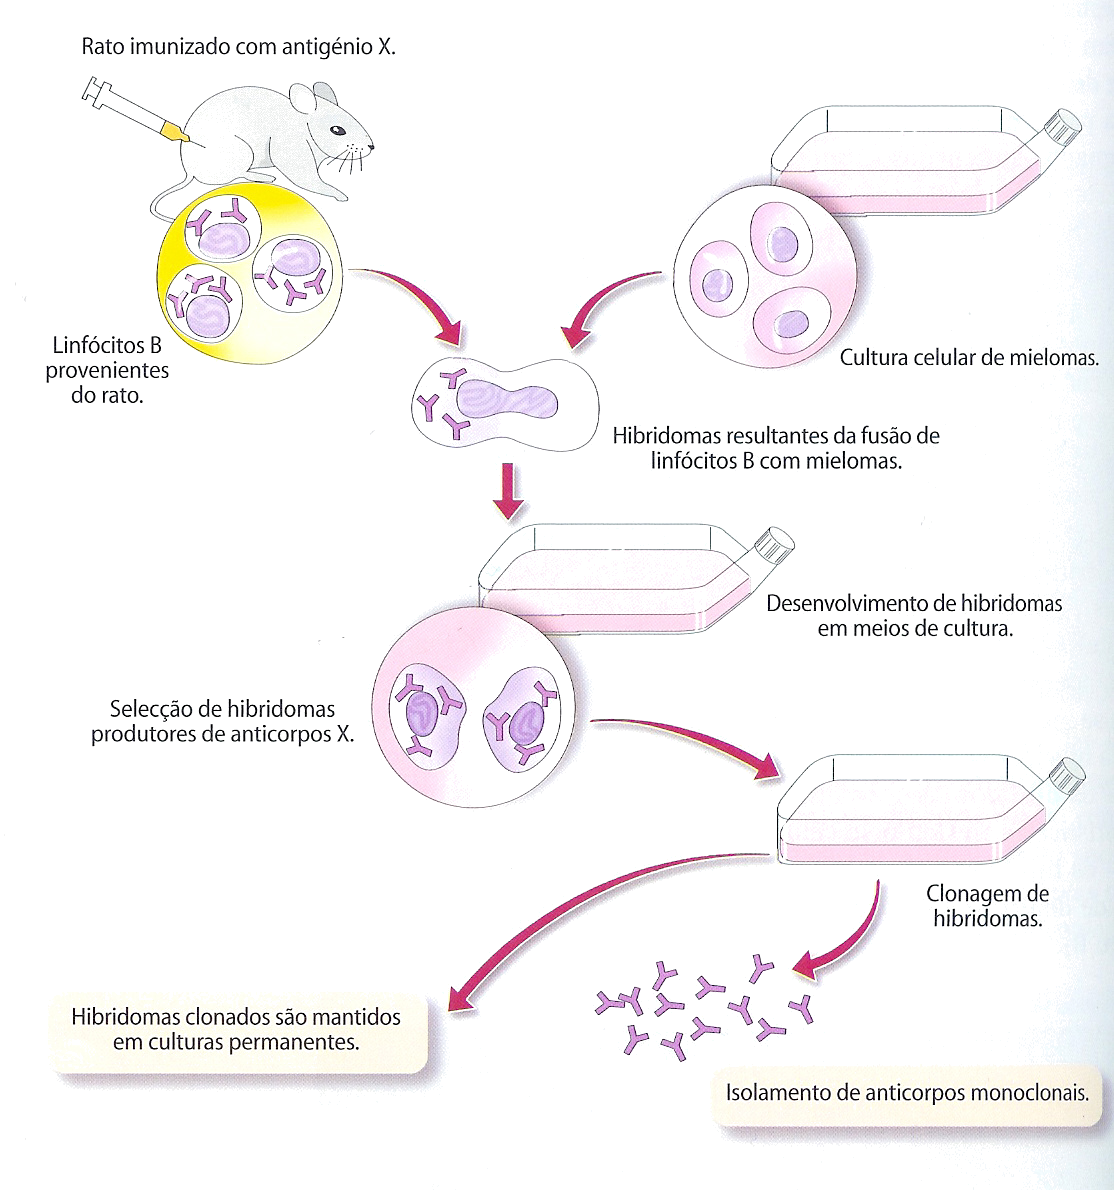 Rato imunizado com antigénio X.
Linfócitos B
provenientes
do rato.
Cultura celular de mielomas.
Hibridomas resultantes da fusão de
linfócitos B com mielomas.
Desenvolvimento de hibridomas
em meios de cultura.
Selecção de hibridomas
produtores de anticorpos X.
Clonagem de
hibridomas.
Hibridomas clonados são mantidos
em culturas permanentes.
Isolamento de anticorpos monoclonais.